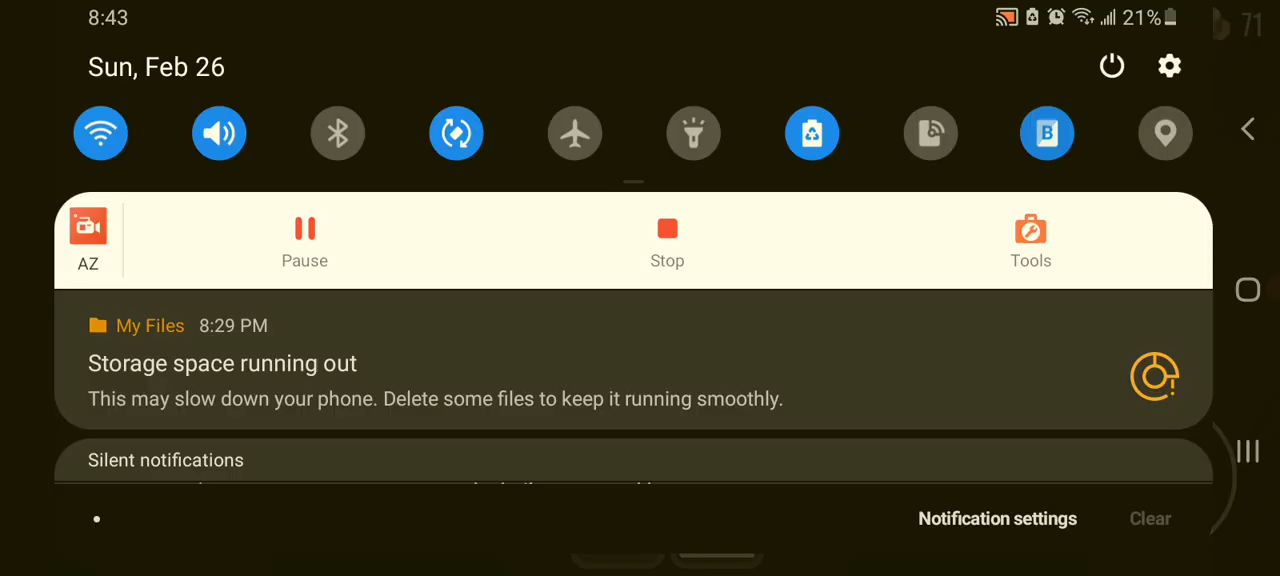 8:43
21%
71
Sun, Feb 26
B
AZ
Pause
Stop
Tools
My Files 8:29 PM
Storage space running out
This may slow down your phone. Delete some files to keep it running smoothly.
Silent notifications
Notification settings
Clear